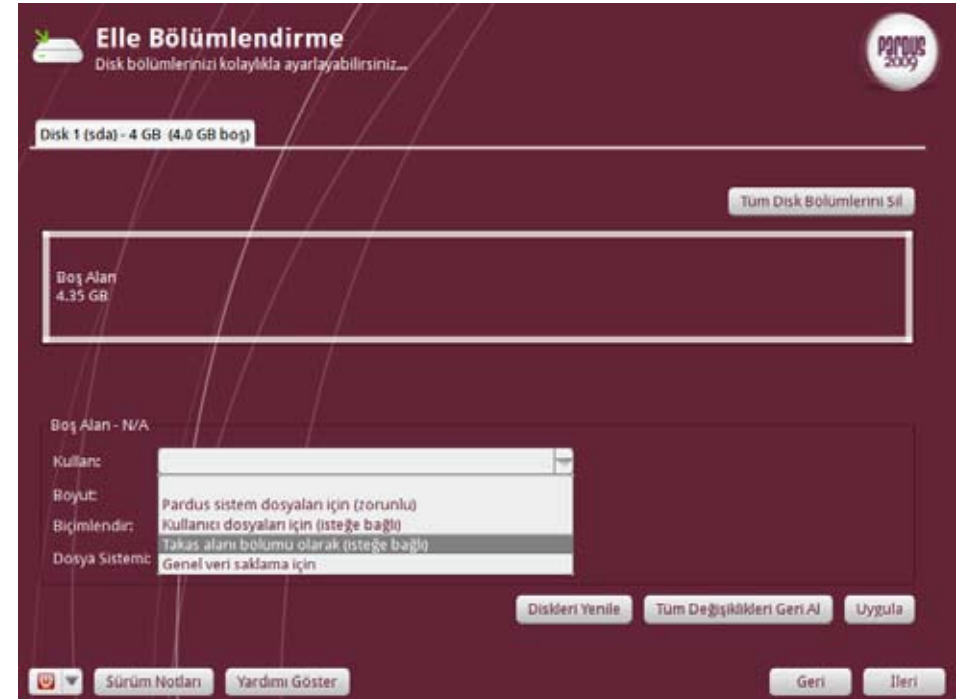 Elle Bölümlendirme
Disk bölümlerinizi kolaylıkla ayarlayabilirsiniz...
Pardus
2009
Disk 1 (sda) - 4 GB (4.0 GB boş)
Tüm Disk Bölümlerini Sil
Boş Alan
4.35 GB
Boş Alan - N/A
Kullan:
Boyut:
Pardus sistem dosyaları için (zorunlu)
Biçimlendir:
Kullanıcı dosyaları için (isteğe bağlı)
Takas alanı bölümü olarak (isteğe bağlı)
Dosya Sistemi:
Genel veri saklama için
Diskleri Yenile
Tüm Değişiklikleri Geri Al
Uygula
Sürüm Notları
Yardımı Göster
Geri
İleri